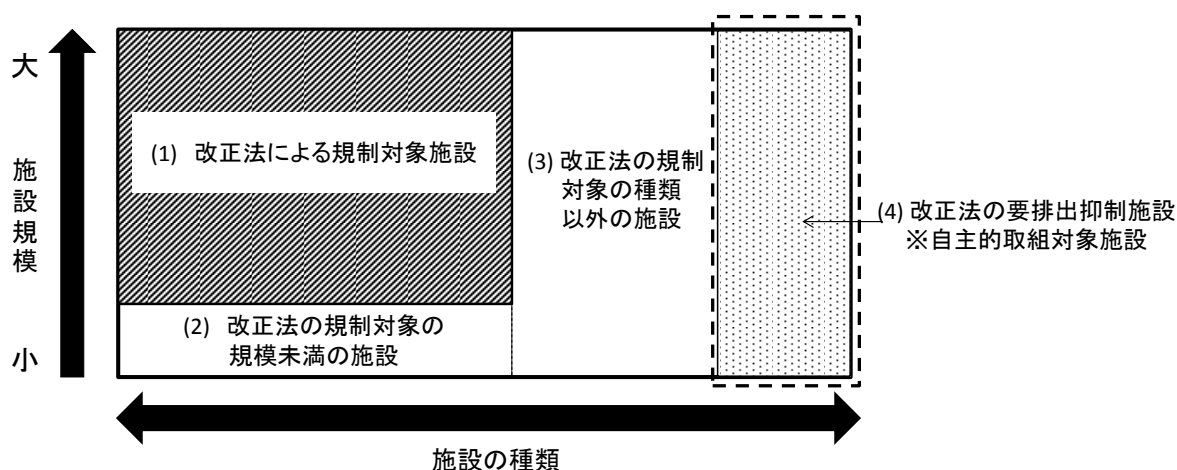 大
施設規模
小
(1) 改正法による規制対象施設
(2) 改正法の規制対象の
規模未満の施設
(3) 改正法の規制
対象の種類
以外の施設
(4) 改正法の要排出抑制施設
※自主的取組対象施設
施設の種類